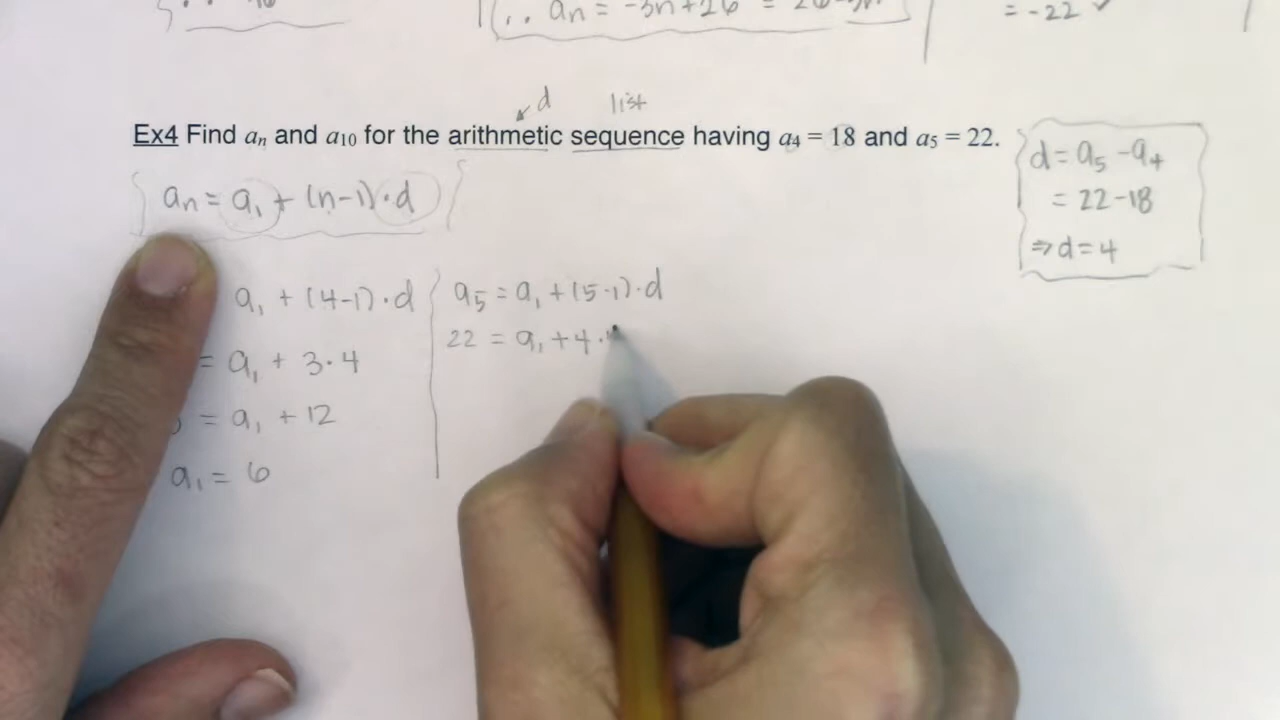 an = -3n+26 =
= -22 ✓
d list
Ex4 Find an and a10 for the arithmetic sequence having a4 = 18 and a5 = 22.
an = a1 + (n-1)·d
d = a5 - a4
= 22-18
⇒ d = 4
a1 + (4-1)·d
= a1 + 3·4
= a1 + 12
a1 = 6
a5 = a1 + (5-1)·d
22 = a1 + 4·